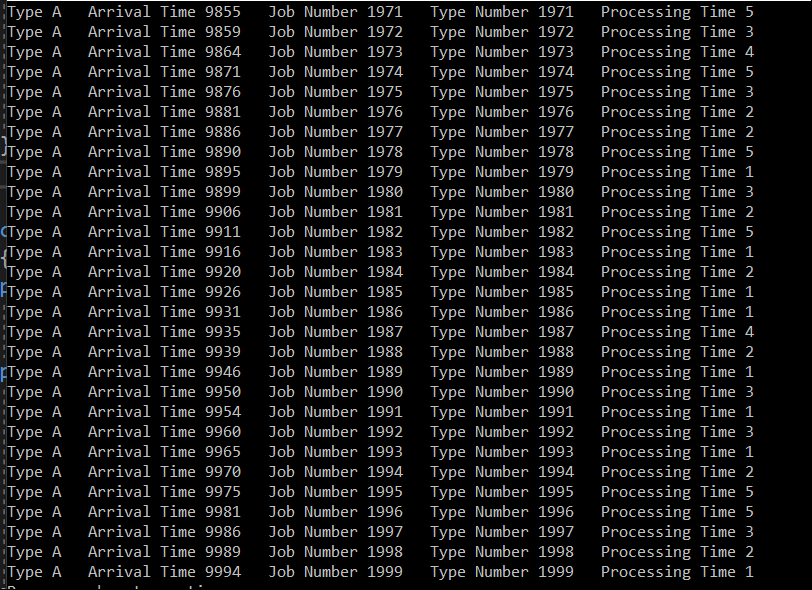 Type A Arrival Time 9855 Job Number 1971 Type Number 1971 Processing Time 5
Type A Arrival Time 9859 Job Number 1972 Type Number 1972 Processing Time 3
Type A Arrival Time 9864 Job Number 1973 Type Number 1973 Processing Time 4
Type A Arrival Time 9871 Job Number 1974 Type Number 1974 Processing Time 5
Type A Arrival Time 9876 Job Number 1975 Type Number 1975 Processing Time 3
Type A Arrival Time 9881 Job Number 1976 Type Number 1976 Processing Time 2
Type A Arrival Time 9886 Job Number 1977 Type Number 1977 Processing Time 2
Type A Arrival Time 9890 Job Number 1978 Type Number 1978 Processing Time 5
Type A Arrival Time 9895 Job Number 1979 Type Number 1979 Processing Time 1
Type A Arrival Time 9899 Job Number 1980 Type Number 1980 Processing Time 3
Type A Arrival Time 9906 Job Number 1981 Type Number 1981 Processing Time 2
Type A Arrival Time 9911 Job Number 1982 Type Number 1982 Processing Time 5
Type A Arrival Time 9916 Job Number 1983 Type Number 1983 Processing Time 1
Type A Arrival Time 9920 Job Number 1984 Type Number 1984 Processing Time 2
Type A Arrival Time 9926 Job Number 1985 Type Number 1985 Processing Time 1
Type A Arrival Time 9931 Job Number 1986 Type Number 1986 Processing Time 1
Type A Arrival Time 9935 Job Number 1987 Type Number 1987 Processing Time 4
Type A Arrival Time 9939 Job Number 1988 Type Number 1988 Processing Time 2
Type A Arrival Time 9946 Job Number 1989 Type Number 1989 Processing Time 1
Type A Arrival Time 9950 Job Number 1990 Type Number 1990 Processing Time 3
Type A Arrival Time 9954 Job Number 1991 Type Number 1991 Processing Time 1
Type A Arrival Time 9960 Job Number 1992 Type Number 1992 Processing Time 3
Type A Arrival Time 9965 Job Number 1993 Type Number 1993 Processing Time 1
Type A Arrival Time 9970 Job Number 1994 Type Number 1994 Processing Time 2
Type A Arrival Time 9975 Job Number 1995 Type Number 1995 Processing Time 5
Type A Arrival Time 9981 Job Number 1996 Type Number 1996 Processing Time 5
Type A Arrival Time 9986 Job Number 1997 Type Number 1997 Processing Time 3
Type A Arrival Time 9989 Job Number 1998 Type Number 1998 Processing Time 2
Type A Arrival Time 9994 Job Number 1999 Type Number 1999 Processing Time 1